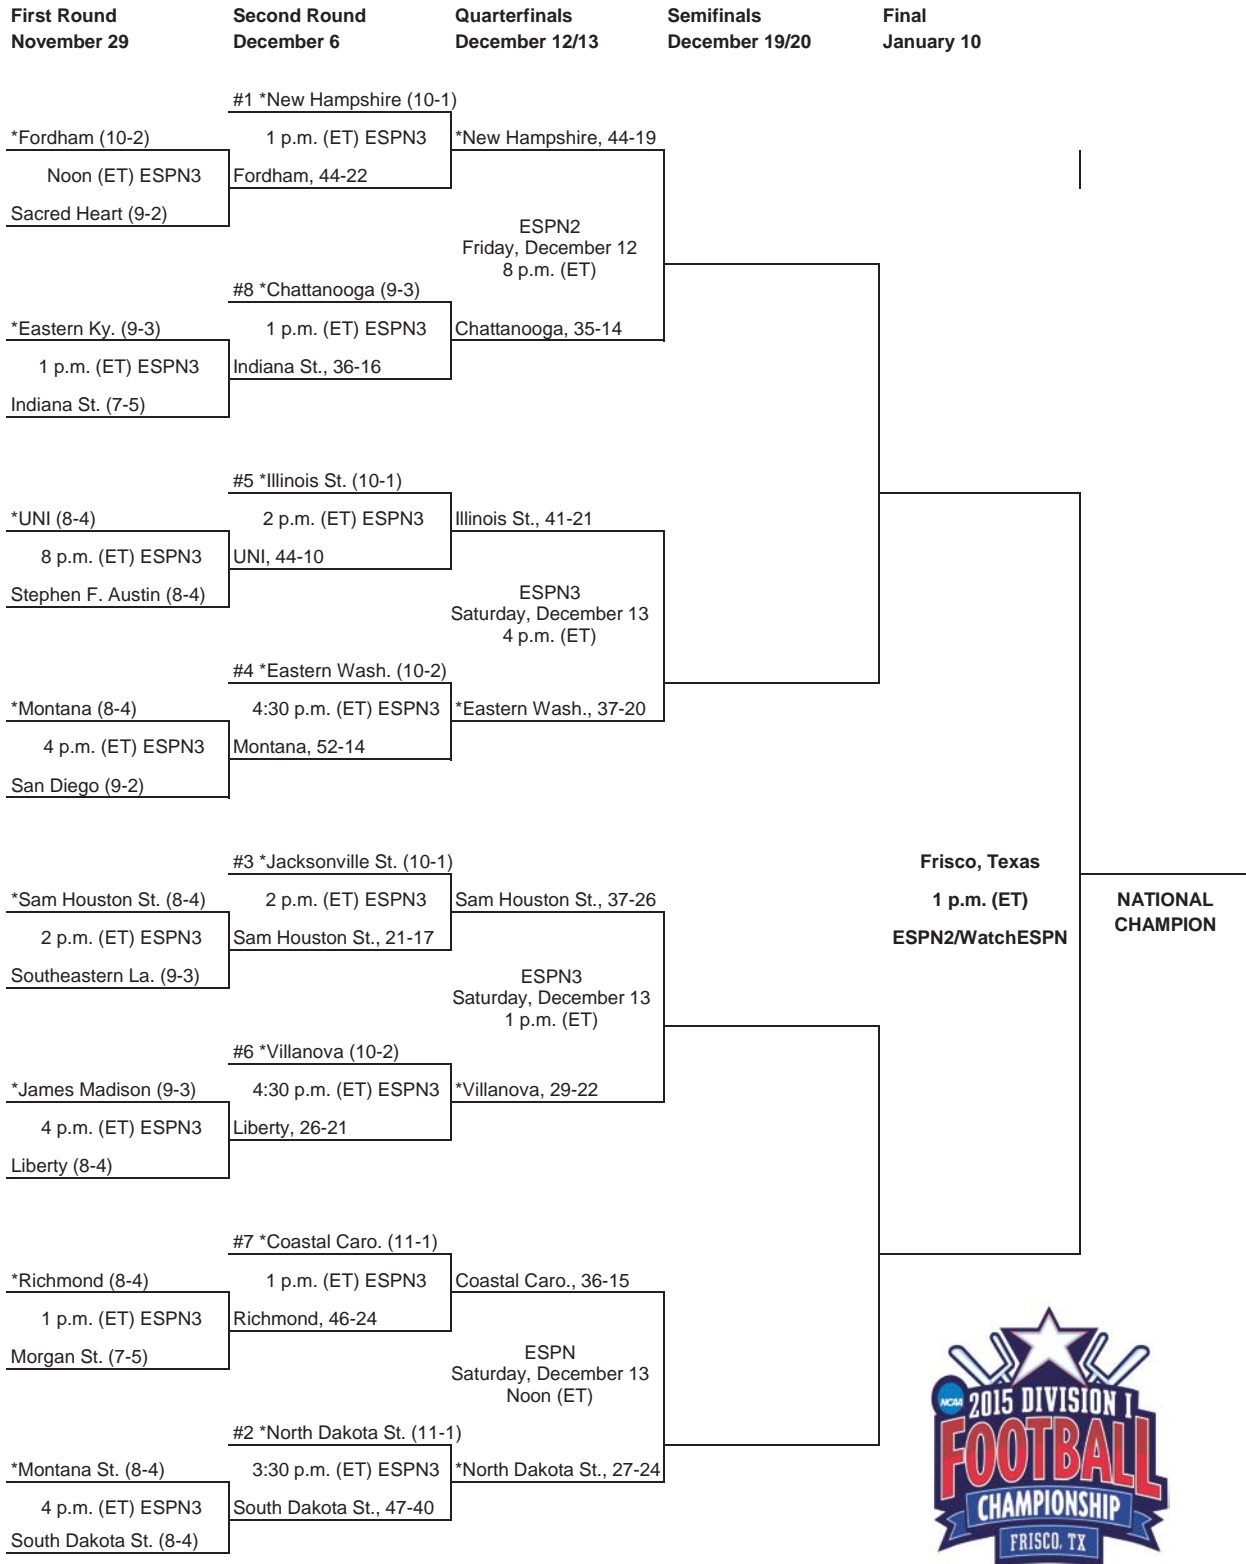 First Round
November 29
Second Round
December 6
Quarterfinals
December 12/13
Semifinals
December 19/20
Final
January 10
*Fordham (10-2)
Noon (ET) ESPN3
Sacred Heart (9-2)
*Eastern Ky. (9-3)
1 p.m. (ET) ESPN3
Indiana St. (7-5)
*UNI (8-4)
8 p.m. (ET) ESPN3
Stephen F. Austin (8-4)
*Montana (8-4)
4 p.m. (ET) ESPN3
San Diego (9-2)
*Sam Houston St. (8-4)
2 p.m. (ET) ESPN3
Southeastern La. (9-3)
*James Madison (9-3)
4 p.m. (ET) ESPN3
Liberty (8-4)
*Richmond (8-4)
1 p.m. (ET) ESPN3
Morgan St. (7-5)
*Montana St. (8-4)
4 p.m. (ET) ESPN3
South Dakota St. (8-4)
#1 *New Hampshire (10-1)
1 p.m. (ET) ESPN3
Fordham, 44-22
#8 *Chattanooga (9-3)
1 p.m. (ET) ESPN3
Indiana St., 36-16
#5 *Illinois St. (10-1)
2 p.m. (ET) ESPN3
UNI, 44-10
#4 *Eastern Wash. (10-2)
4:30 p.m. (ET) ESPN3
Montana, 52-14
#3 *Jacksonville St. (10-1)
2 p.m. (ET) ESPN3
Sam Houston St., 21-17
#6 *Villanova (10-2)
4:30 p.m. (ET) ESPN3
Liberty, 26-21
#7 *Coastal Caro. (11-1)
1 p.m. (ET) ESPN3
Richmond, 46-24
#2 *North Dakota St. (11-1)
3:30 p.m. (ET) ESPN3
South Dakota St., 47-40
*New Hampshire, 44-19
ESPN2
Friday, December 12
8 p.m. (ET)
Chattanooga, 35-14
Illinois St., 41-21
ESPN3
Saturday, December 13
4 p.m. (ET)
*Eastern Wash., 37-20
Sam Houston St., 37-26
ESPN3
Saturday, December 13
1 p.m. (ET)
*Villanova, 29-22
Coastal Caro., 36-15
ESPN
Saturday, December 13
Noon (ET)
*North Dakota St., 27-24
Frisco, Texas
1 p.m. (ET)
ESPN2/WatchESPN
NATIONAL
CHAMPION
NCAA
2015 DIVISION I
FOOTBALL
CHAMPIONSHIP
FRISCO, TX